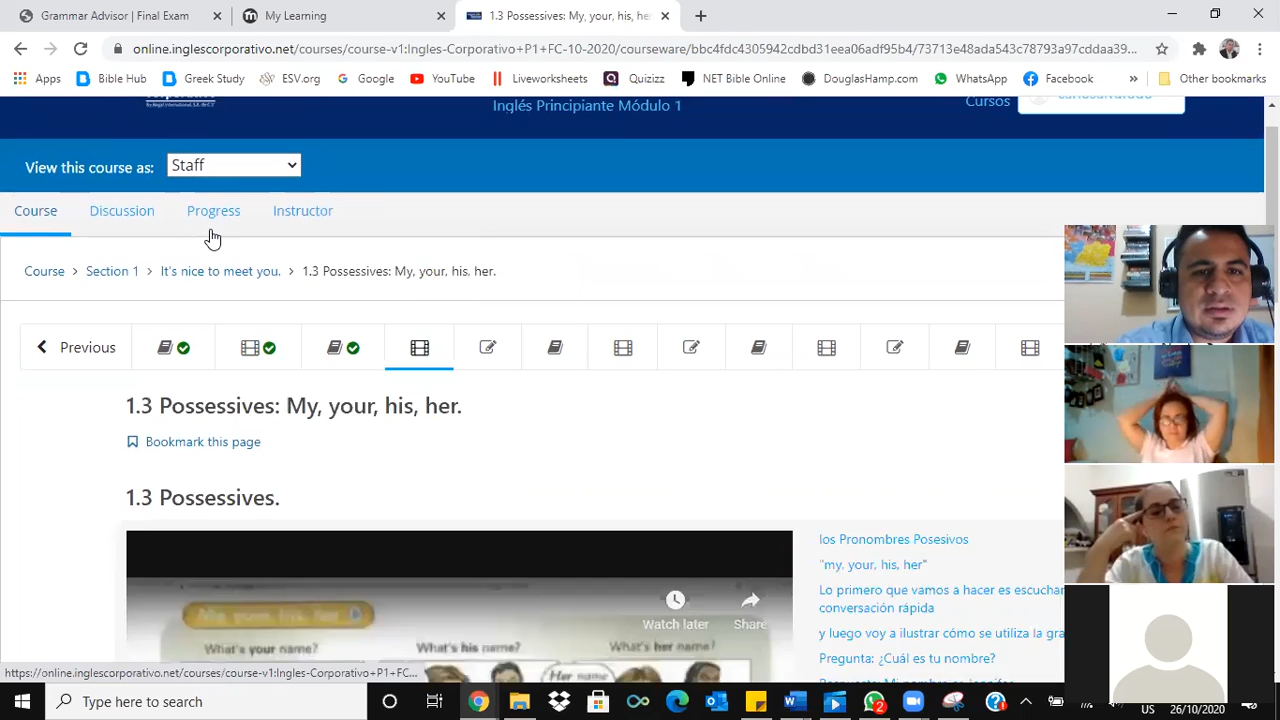 Grammar Advisor | Final Exam
My Learning
1.3 Possessives: My, your, his, he
online.inglescorporativo.net/courses/course-v1:Ingles-Corporativo+P1+FC-10-2020/courseware/bbc4fdc4305942cdbd31eea06adf95b4/73713e48ada543c78793a97cddaa39...
Apps
Bible Hub
Greek Study
ESV.org
Google
YouTube
Liveworksheets
Quizizz
NET Bible Online
DouglasHamp.com
WhatsApp
Facebook
»
Other bookmarks
Inglés Principiante Módulo 1
Cursos
View this course as:
Staff
Course
Discussion
Progress
Instructor
Course > Section 1 > It's nice to meet you. > 1.3 Possessives: My, your, his, her.
Previous
1.3 Possessives: My, your, his, her.
Bookmark this page
1.3 Possessives.
los Pronombres Posesivos
"my, your, his, her"
Lo primero que vamos a hacer es escuchar
conversación rápida
y luego voy a ilustrar cómo se utiliza la gra
Pregunta: ¿Cuál es tu nombre?
Watch later
Share
What's your name?
What's his name?
What's her name?
https://online.inglescorporativo.net/courses/course-v1:Ingles-Corporativo+P1+FC...
Type here to search
2
US
26/10/2020